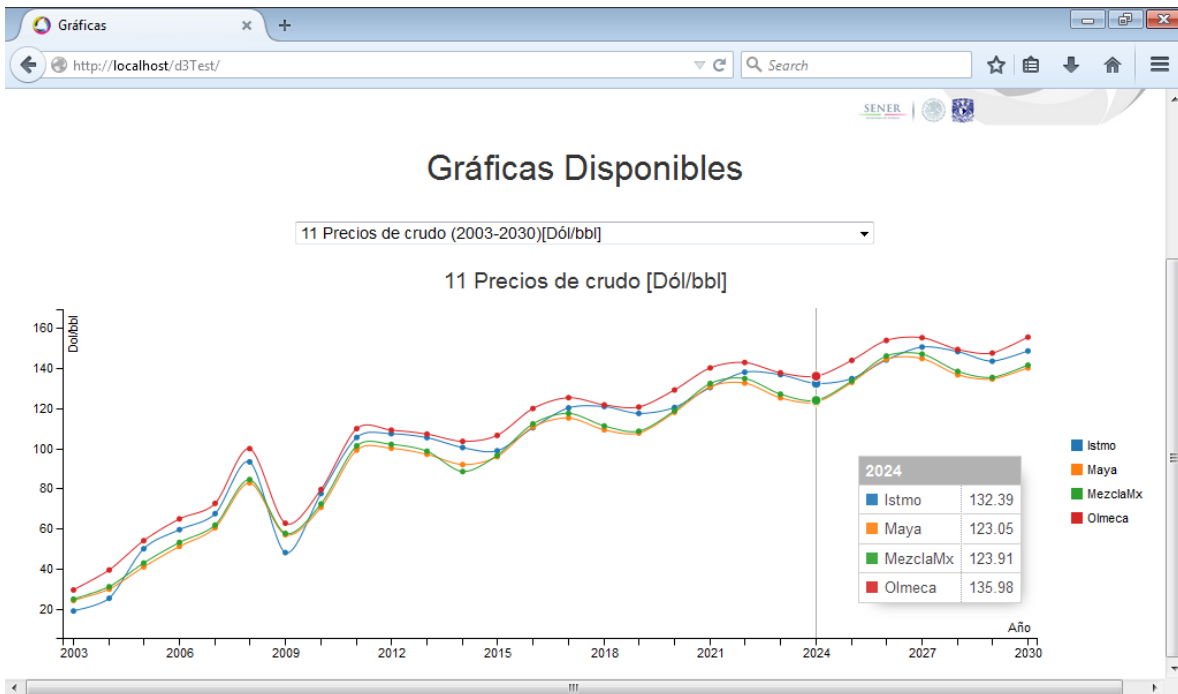 Gráficas
http://localhost/d3Test/
Search
SENER
Gráficas Disponibles
11 Precios de crudo (2003-2030)[Dól/bbl]
11 Precios de crudo [Dól/bbl]
Dol/bbl
160
140
120
100
80
60
40
20
2003 2006 2009 2012 2015 2018 2021 2024 2027 2030
Año
2024
Istmo 132.39
Maya 123.05
MezclaMx 123.91
Olmeca 135.98
Istmo
Maya
MezclaMx
Olmeca